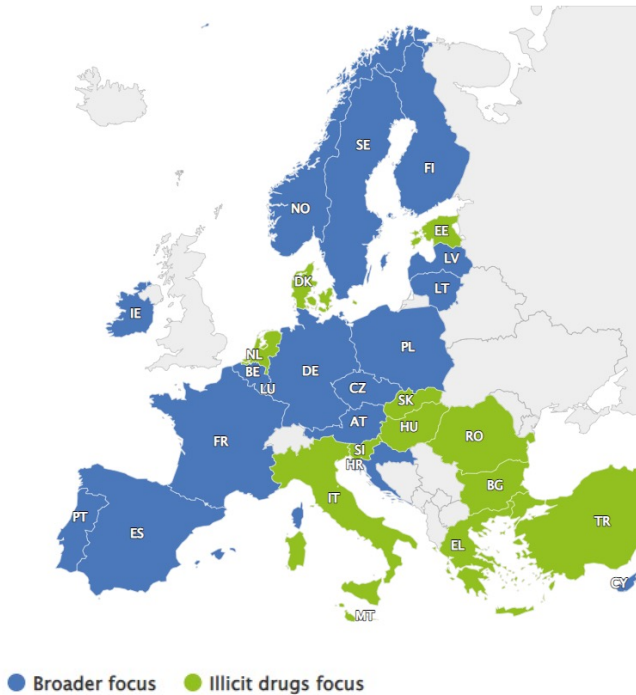 SE
FI
NO
EE
LV
DK
LT
IE
NL
PL
BE
DE
LU
CZ
SK
AT
HU
FR
RO
SI
HR
BG
IT
PT
ES
TR
EL
CY
MT
Broader focus
Illicit drugs focus